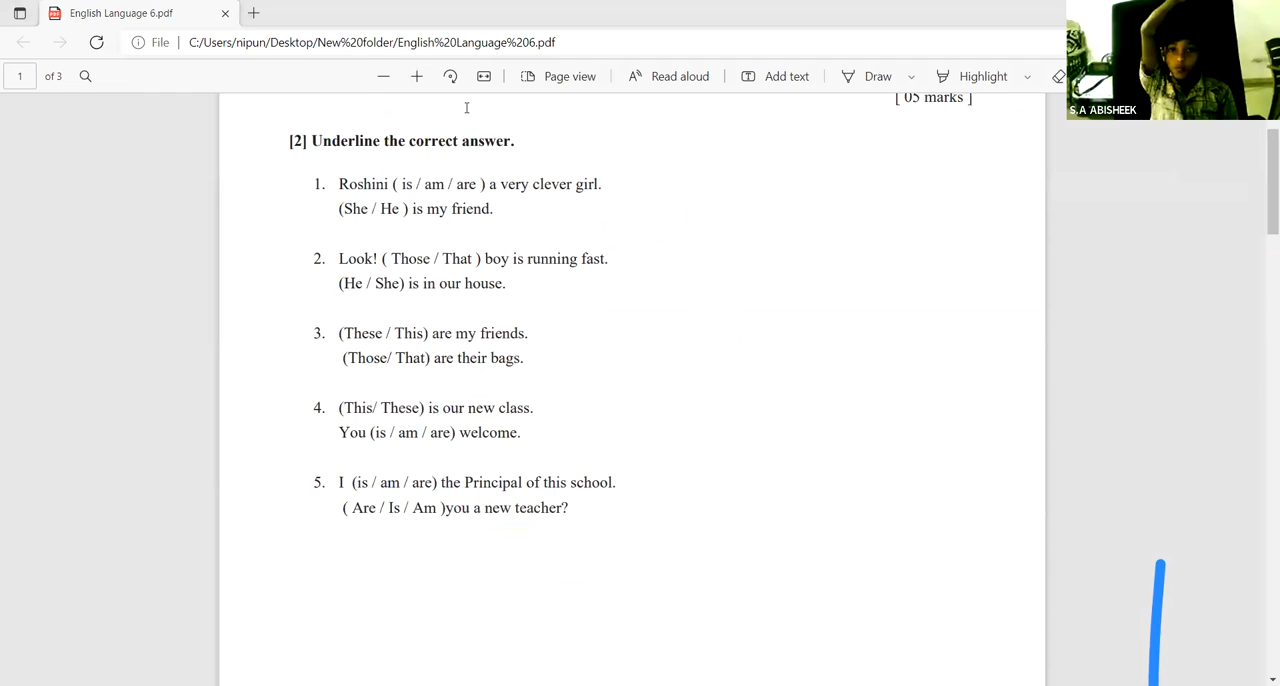 English Language 6.pdf
File | C:/Users/nipun/Desktop/New%20folder/English%20Language%206.pdf
1 of 3 Page view Read aloud Add text Draw Highlight
S.A ABISHEEK
[ 05 marks ]
[2] Underline the correct answer.
1. Roshini ( is / am / are ) a very clever girl.
(She / He ) is my friend.
2. Look! ( Those / That ) boy is running fast.
(He / She) is in our house.
3. (These / This) are my friends.
(Those/ That) are their bags.
4. (This/ These) is our new class.
You (is / am / are) welcome.
5. I (is / am / are) the Principal of this school.
( Are / Is / Am )you a new teacher?